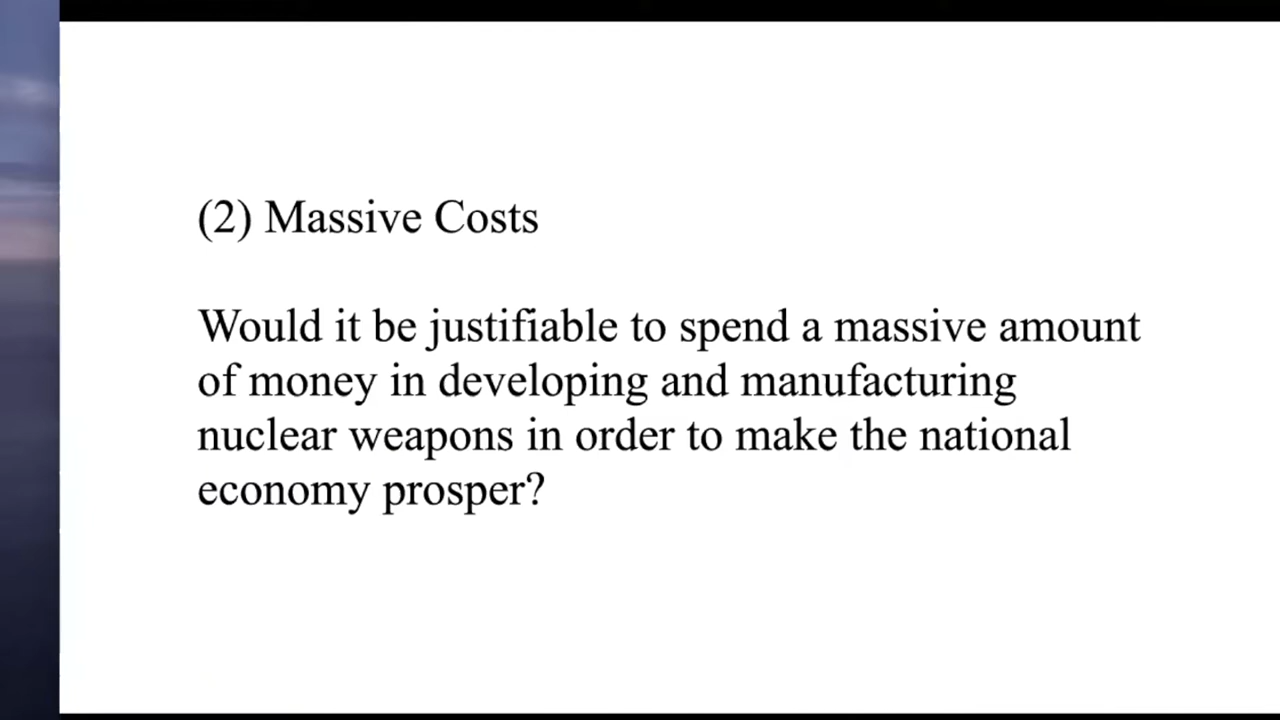 (2) Massive Costs
Would it be justifiable to spend a massive amount
of money in developing and manufacturing
nuclear weapons in order to make the national
economy prosper?